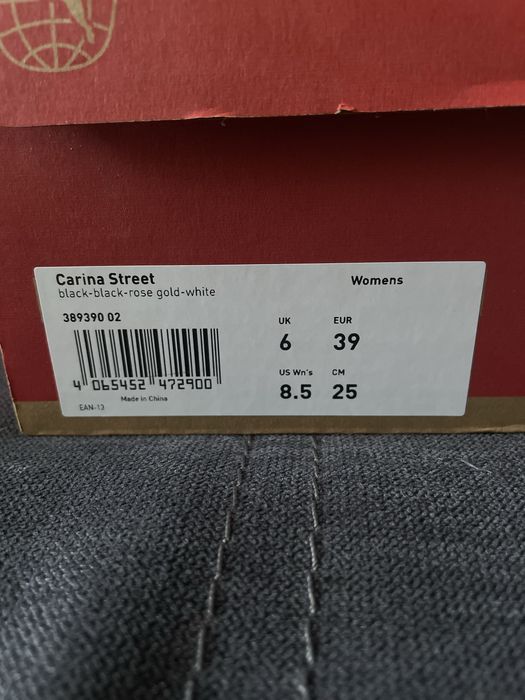 Carina Street
Womens
black-black-rose gold-white
389390 02
UK
EUR
6
39
US Wn's
CM
8.5
25
4 065452 472900
Made in China
EAN-13